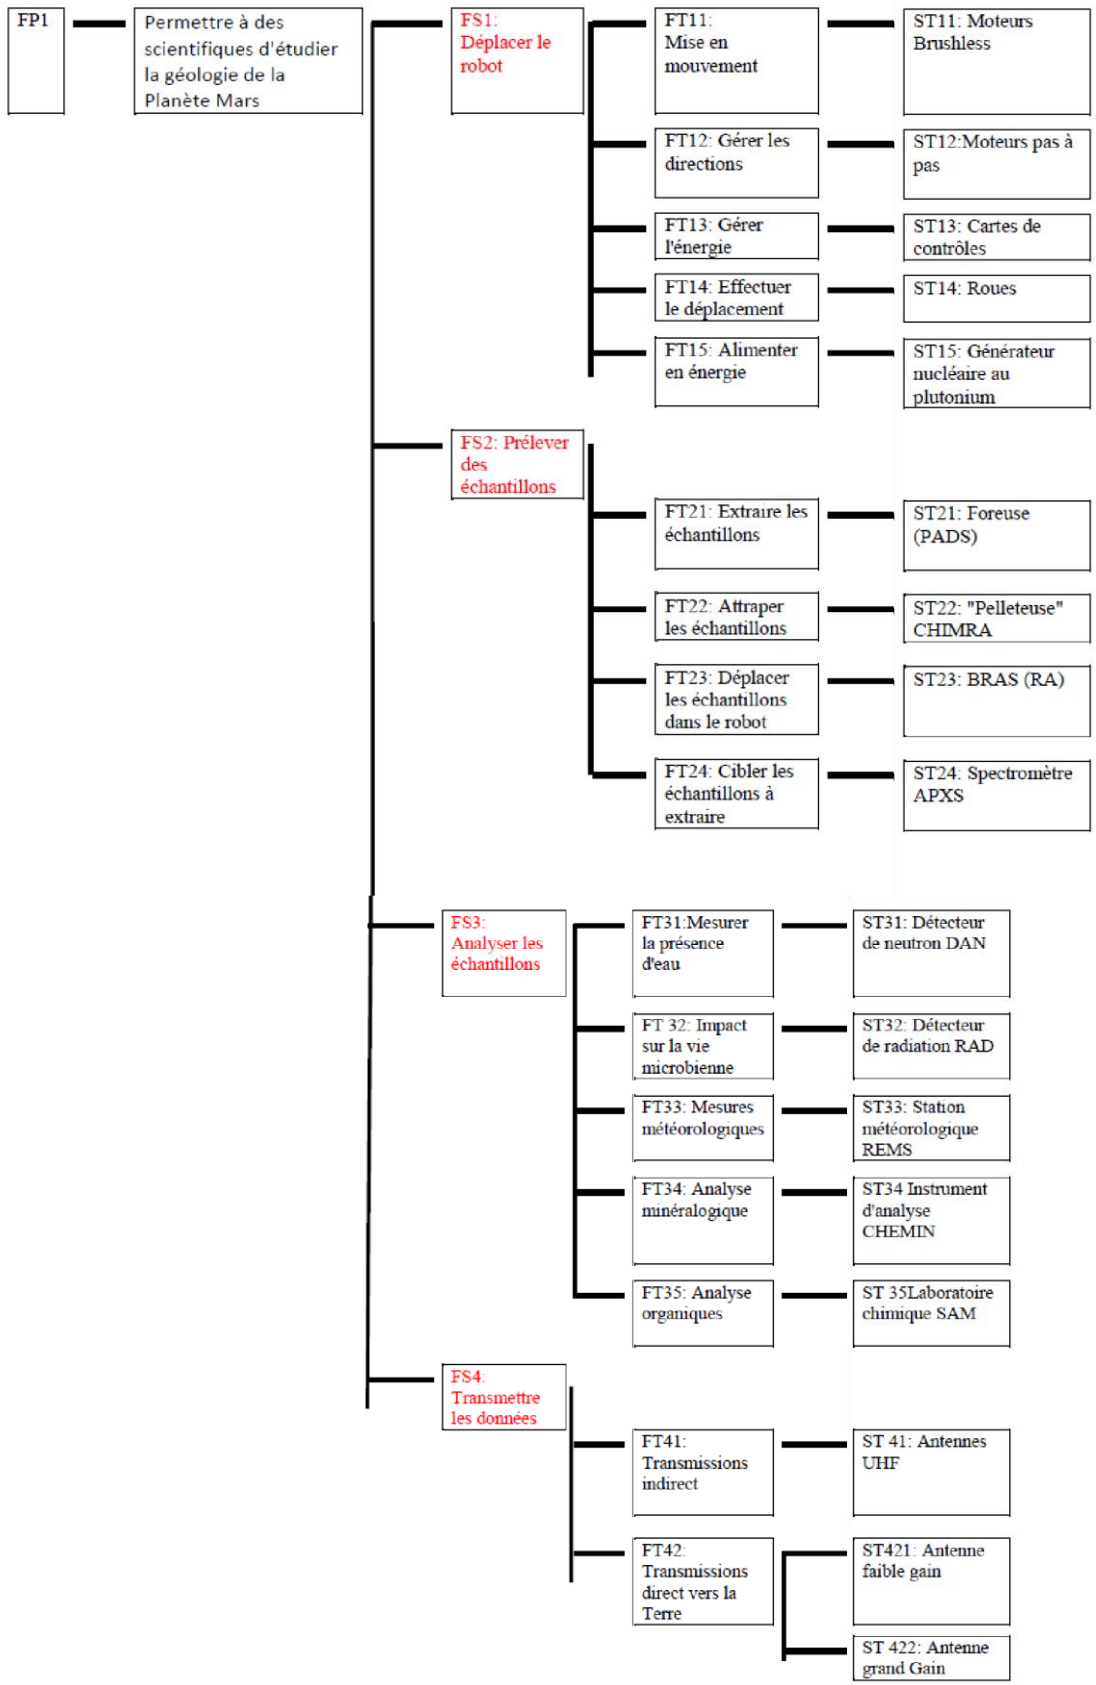 FP1
Permettre à des
scientifiques d'étudier
la géologie de la
Planète Mars
FS1:
Déplacer le
robot
FT11:
Mise en
mouvement
ST11: Moteurs
Brushless
FT12: Gérer les
directions
ST12:Moteurs pas à
pas
FT13: Gérer
l'énergie
ST13: Cartes de
contrôles
FT14: Effectuer
le déplacement
ST14: Roues
FT15: Alimenter
en énergie
ST15: Générateur
nucléaire au
plutonium
FS2: Prélever
des
échantillons
FT21: Extraire les
échantillons
ST21: Foreuse
(PADS)
FT22: Attraper
les échantillons
ST22: "Pelleteuse"
CHIMRA
FT23: Déplacer
les échantillons
dans le robot
ST23: BRAS (RA)
FT24: Cibler les
échantillons à
extraire
ST24: Spectromètre
APXS
FS3:
Analyser les
échantillons
FT31:Mesurer
la présence
d'eau
ST31: Détecteur
de neutron DAN
FT 32: Impact
sur la vie
microbienne
ST32: Détecteur
de radiation RAD
FT33: Mesures
météorologiques
ST33: Station
météorologique
REMS
FT34: Analyse
minéralogique
ST34 Instrument
d'analyse
CHEMIN
FT35: Analyse
organiques
ST 35Laboratoire
chimique SAM
FS4:
Transmettre
les données
FT41:
Transmissions
indirect
ST 41: Antennes
UHF
FT42:
Transmissions
direct vers la
Terre
ST421: Antenne
faible gain
ST 422: Antenne
grand Gain